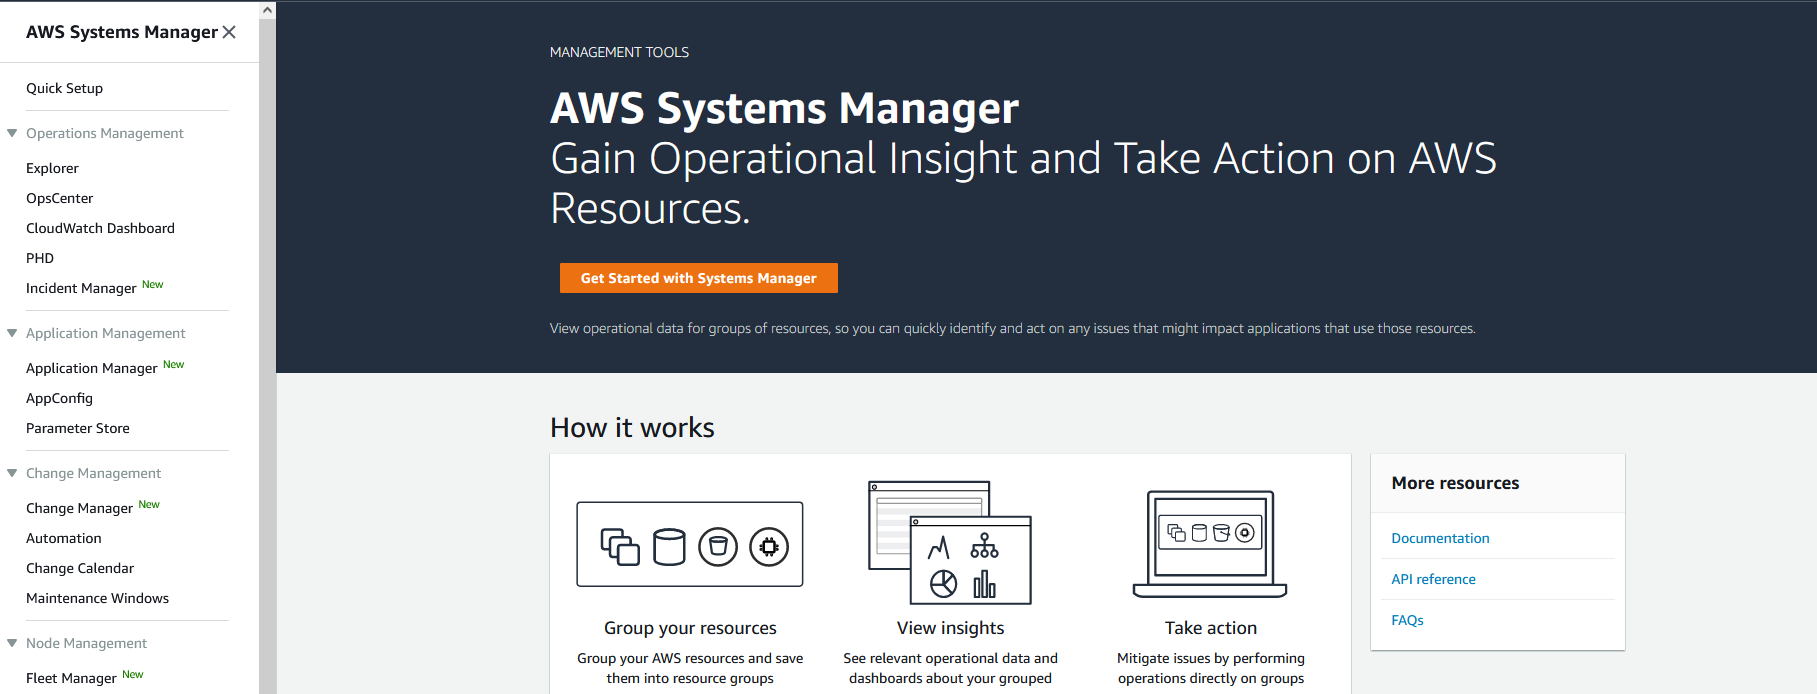 AWS Systems Manager
Quick Setup
Operations Management
Explorer
OpsCenter
CloudWatch Dashboard
PHD
Incident Manager New
Application Management
Application Manager New
AppConfig
Parameter Store
Change Management
Change Manager New
Automation
Change Calendar
Maintenance Windows
Node Management
Fleet Manager New
MANAGEMENT TOOLS
AWS Systems Manager
Gain Operational Insight and Take Action on AWS
Resources.
Get Started with Systems Manager
View operational data for groups of resources, so you can quickly identify and act on any issues that might impact applications that use those resources.
How it works
Group your resources
Group your AWS resources and save
them into resource groups
View insights
See relevant operational data and
dashboards about your grouped
Take action
Mitigate issues by performing
operations directly on groups
More resources
Documentation
API reference
FAQs